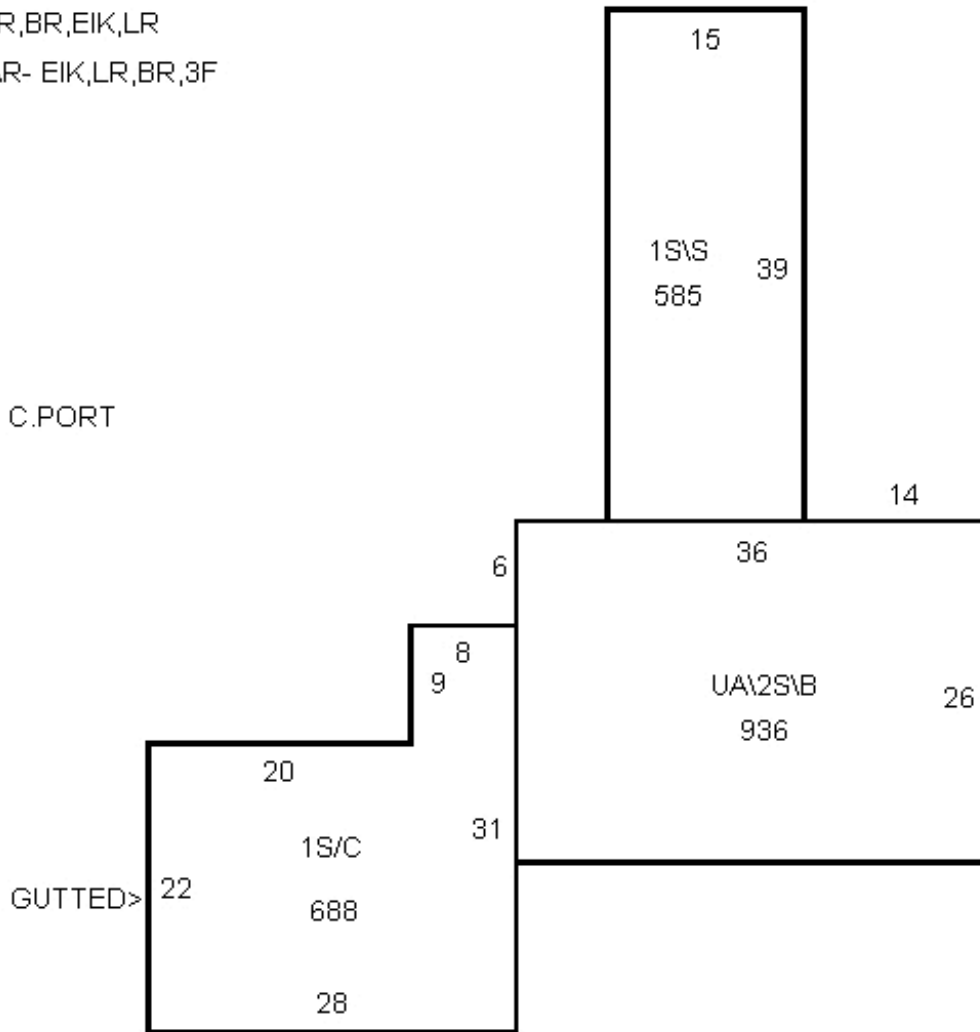 R,BR,EIK,LR
AR- EIK,LR,BR,3F
15
1S\S
39
585
C.PORT
14
6
36
8
9
UA\2S\B
26
936
20
31
1S/C
GUTTED>
22
688
28